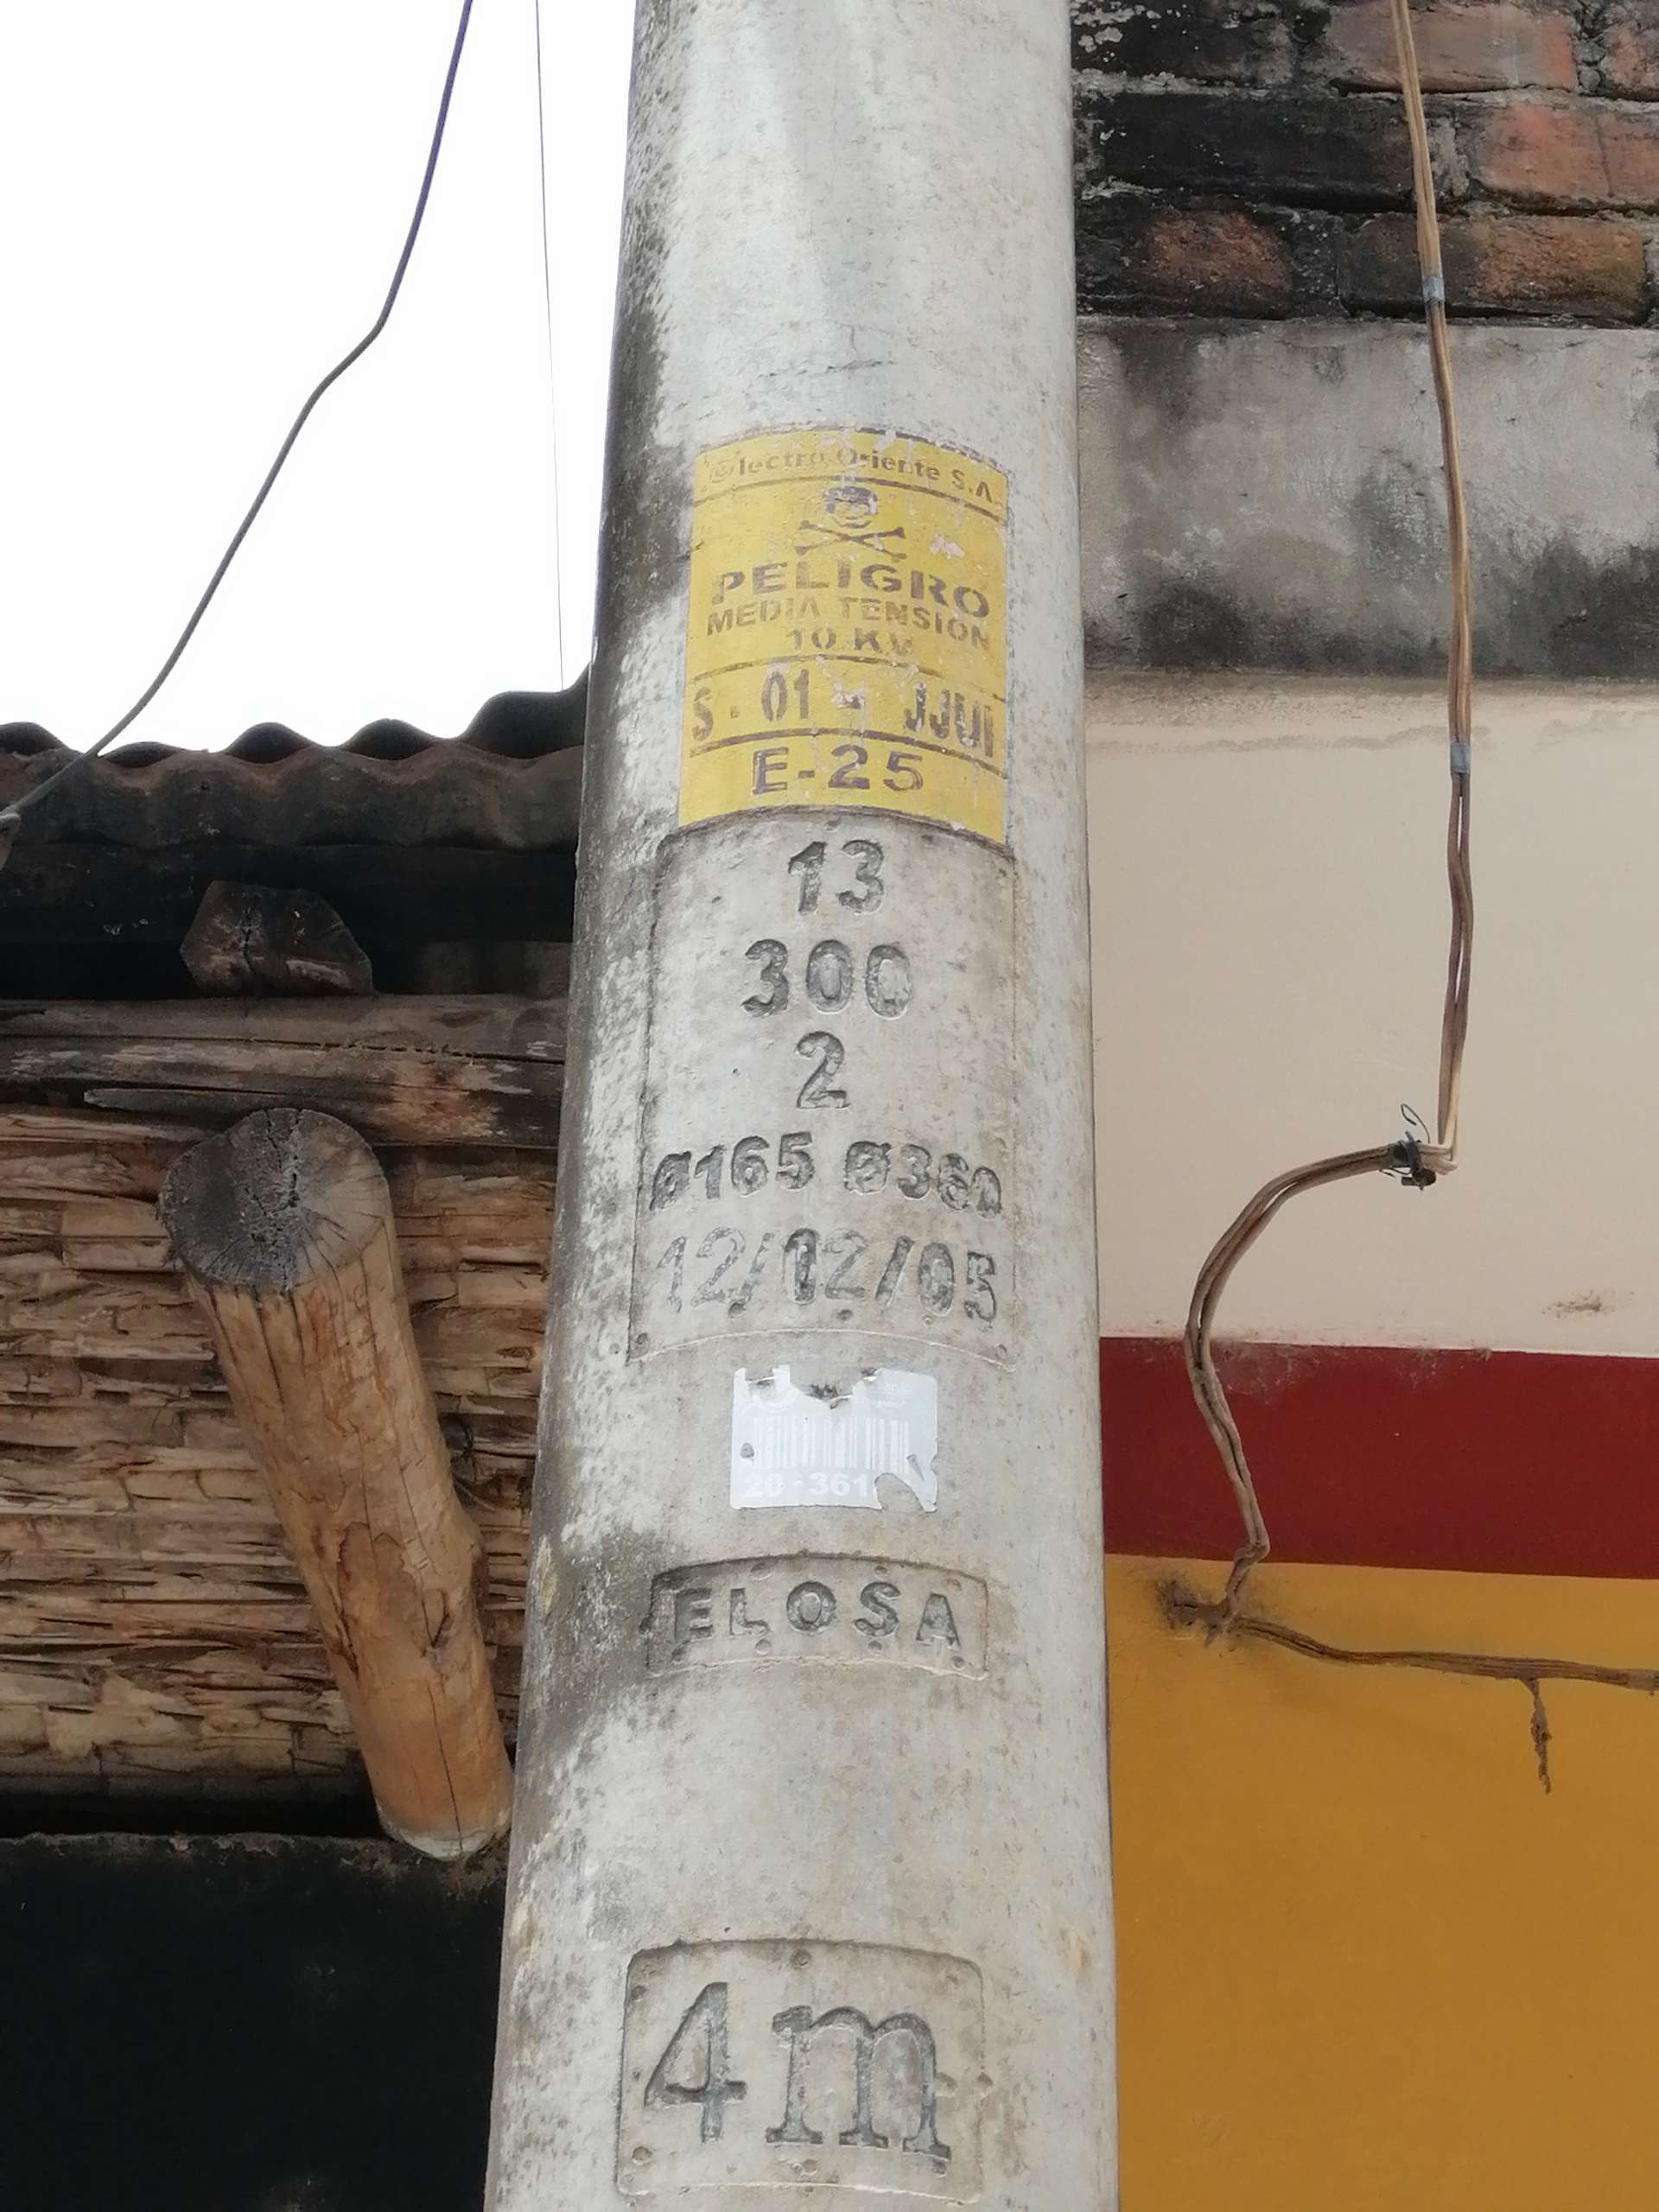 electro Oriente S.A.
PELIGRO
MEDIA TENSION
10 KV
S - 01 - JJUI
E-25
13
300
2
Ø165 Ø360
12/12/05
20-361
ELOSA
4m